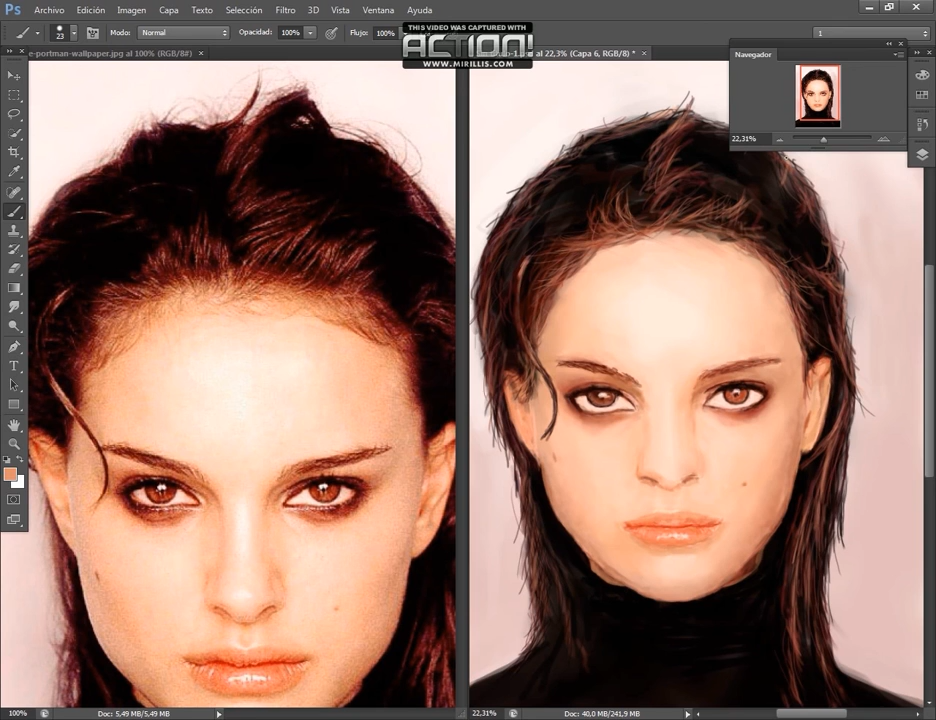 Ps Archivo Edición Imagen Capa Texto Selección Filtro 3D Vista Ventana Ayuda
23 Modo: Normal Opacidad: 100% Flujo: 100% 1
THIS VIDEO WAS CAPTURED WITH
ACTION!
WWW.MIRILLIS.COM
e-portman-wallpaper.jpg al 100% (RGB/8#) ×
al 22,3% (Capa 6, RGB/8) * ×
Navegador
22,31%
T
100% Doc: 5,49 MB/5,49 MB
22,31% Doc: 40,0 MB/241,9 MB